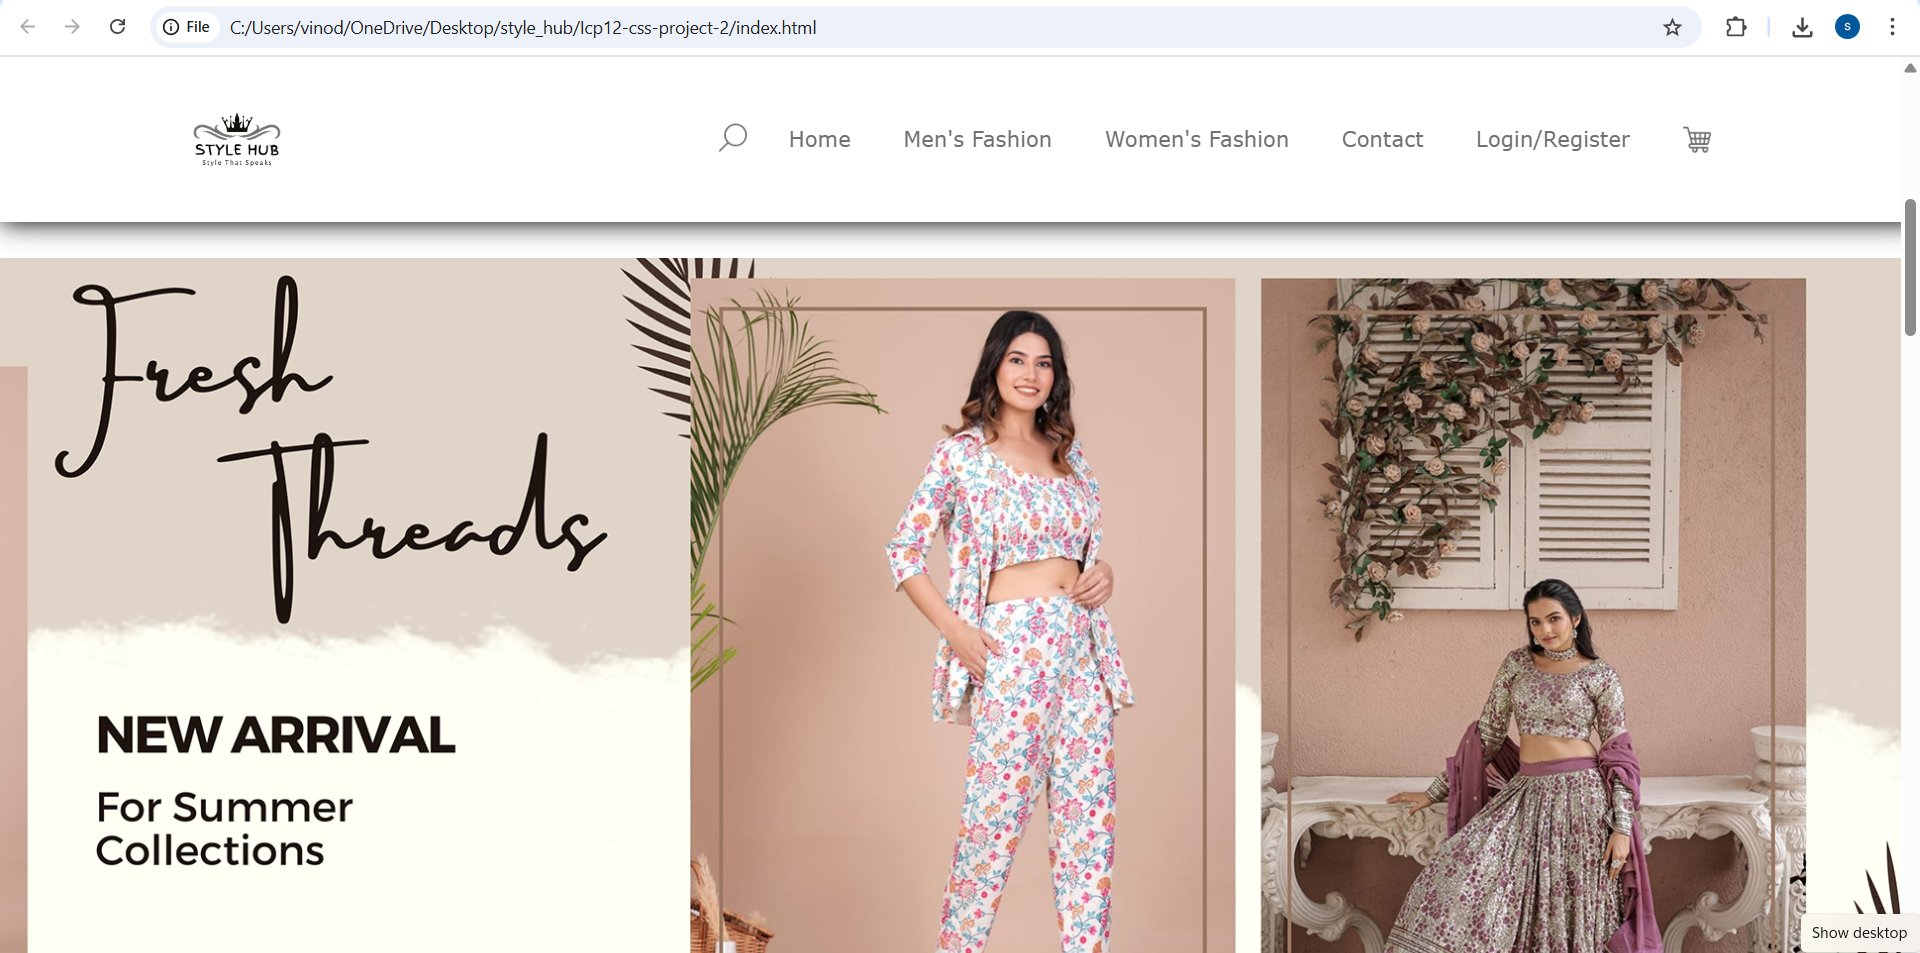 File C:/Users/vinod/OneDrive/Desktop/style_hub/lcp12-css-project-2/index.html
S
STYLE HUB
Style That Speaks
Home Men's Fashion Women's Fashion Contact Login/Register
Fresh
Threads
NEW ARRIVAL
For Summer
Collections
Show desktop